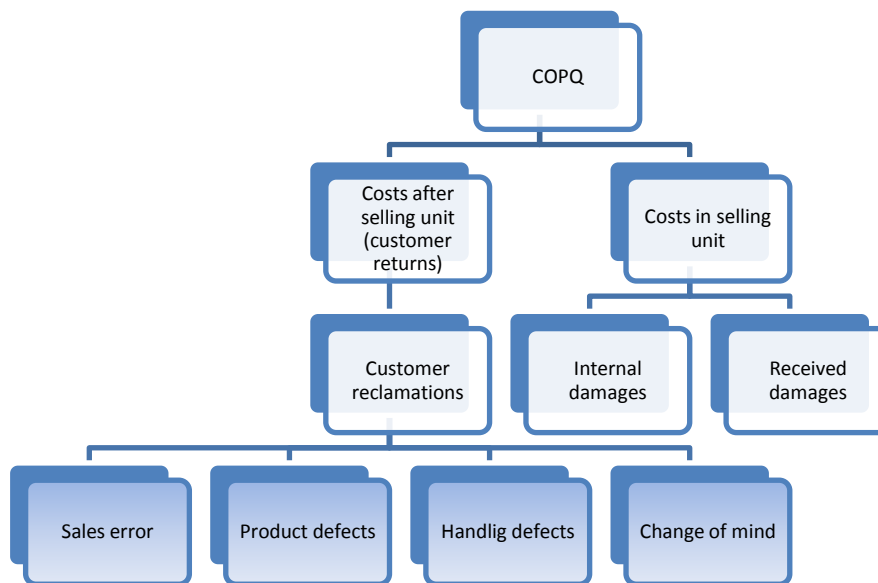 COPQ
Costs after
selling unit
(customer
returns)
Costs in selling
unit
Customer
reclamations
Internal
damages
Received
damages
Sales error
Product defects
Handlig defects
Change of mind